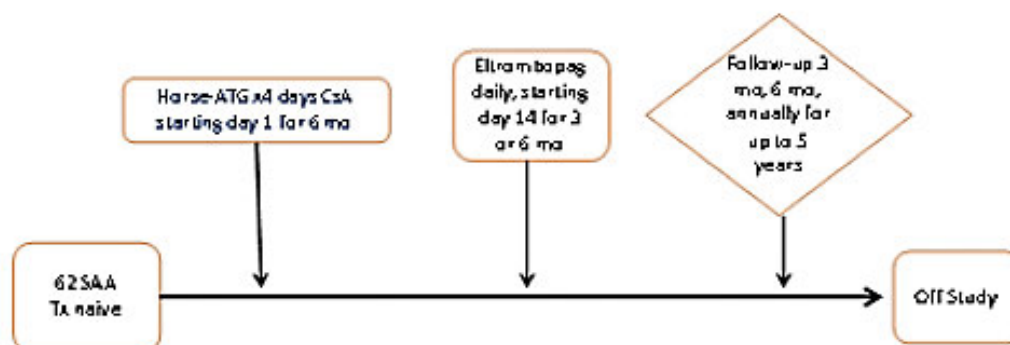 Horse-ATG x4 days CsA
starting day 1 for 6 mo
Eltrombopag
daily, starting
day 14 for 3
or 6 mo
Follow-up 3
mo, 6 mo,
annually for
up to 5
years
62 SAA
Tx naive
Off Study